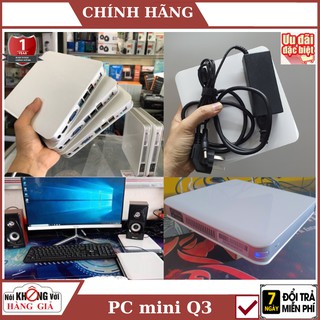 CHÍNH HÃNG
1
Ưu đãi
đặc biệt
Nói KHÔNG Với
HÀNG GIẢ
PC mini Q3
7
NGÀY
ĐỔI TRẢ
MIỄN PHÍ